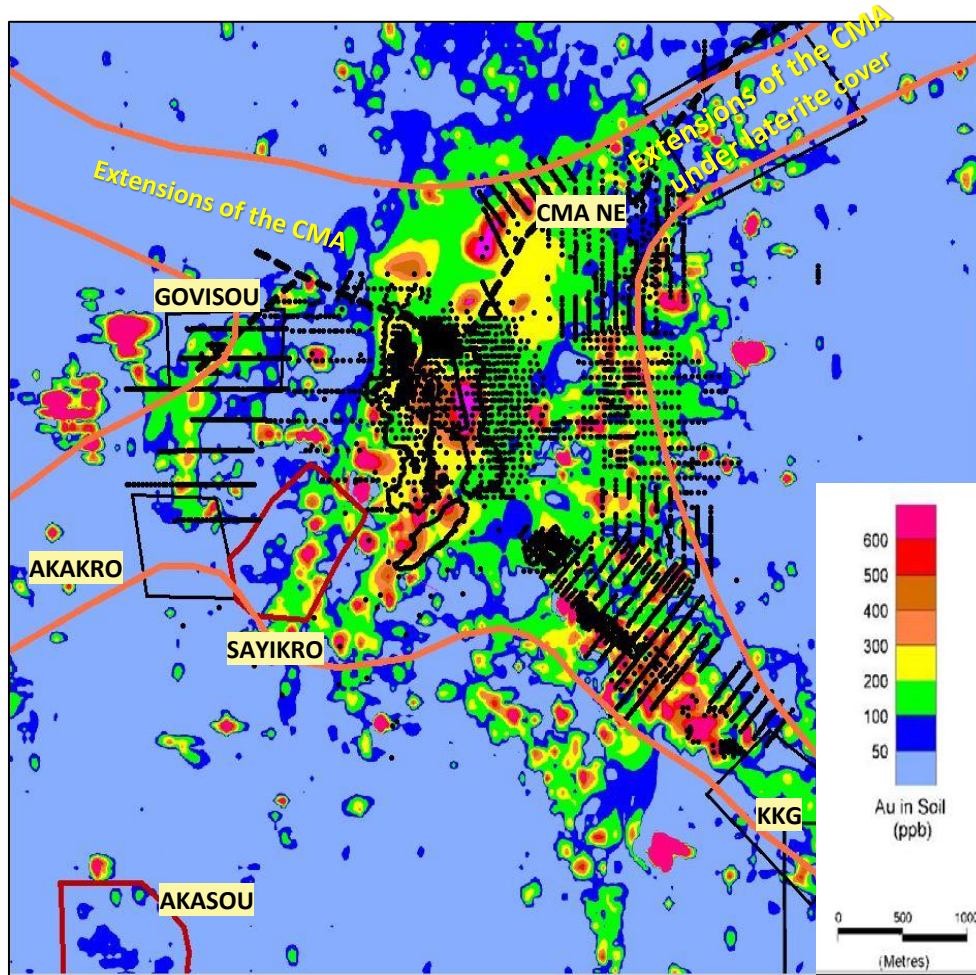 Extensions of the CMA
under laterite cover
Extensions of the CMA
CMA NE
GOVISOU
AKAKRO
SAYIKRO
KKG
AKASOU
600
500
400
300
200
100
50
Au in Soil
(ppb)
0 500 1000
(Metres)